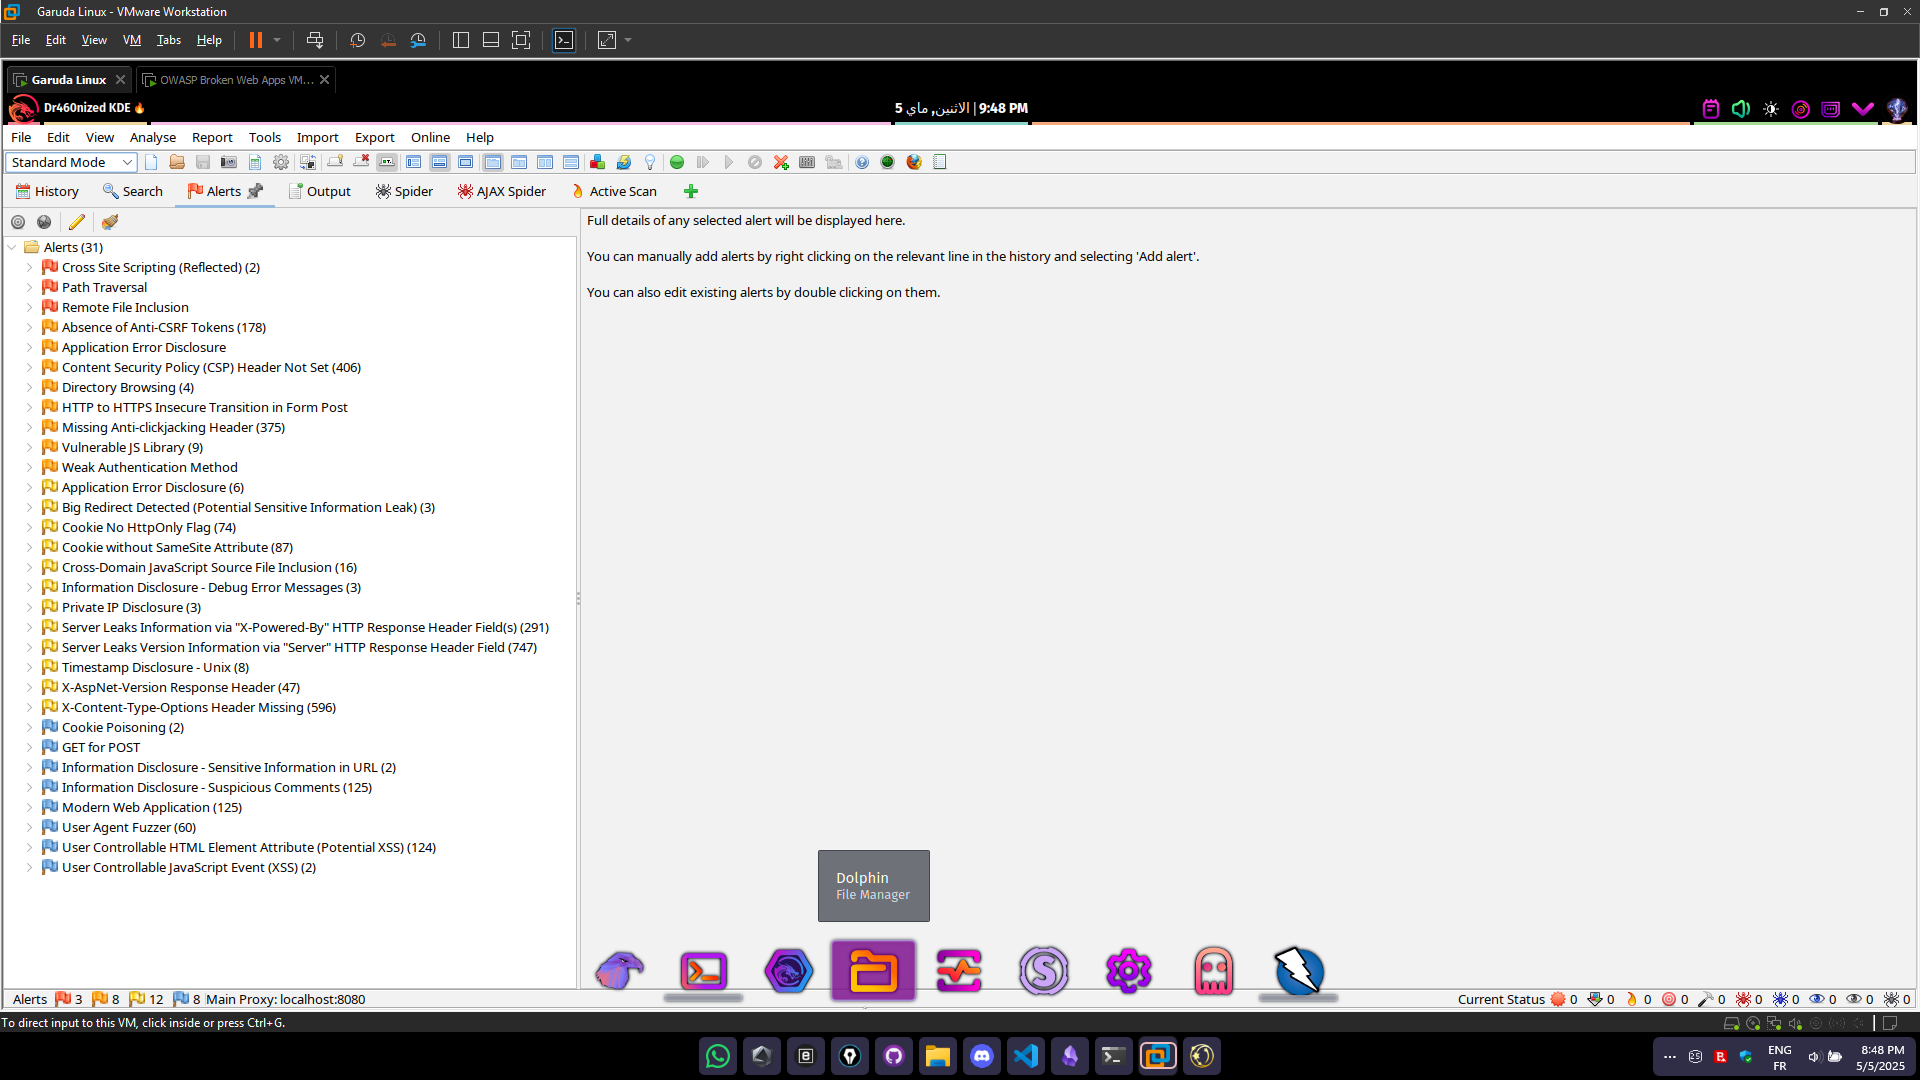 Garuda Linux - VMware Workstation
File Edit View VM Tabs Help
Garuda Linux
OWASP Broken Web Apps VM...
Dr460nized KDE
الاثنين, ماي 5 | 9:48 PM
File Edit View Analyse Report Tools Import Export Online Help
Standard Mode
History Search Alerts Output Spider AJAX Spider Active Scan
Full details of any selected alert will be displayed here.
You can manually add alerts by right clicking on the relevant line in the history and selecting 'Add alert'.
You can also edit existing alerts by double clicking on them.
Alerts (31)
Cross Site Scripting (Reflected) (2)
Path Traversal
Remote File Inclusion
Absence of Anti-CSRF Tokens (178)
Application Error Disclosure
Content Security Policy (CSP) Header Not Set (406)
Directory Browsing (4)
HTTP to HTTPS Insecure Transition in Form Post
Missing Anti-clickjacking Header (375)
Vulnerable JS Library (9)
Weak Authentication Method
Application Error Disclosure (6)
Big Redirect Detected (Potential Sensitive Information Leak) (3)
Cookie No HttpOnly Flag (74)
Cookie without SameSite Attribute (87)
Cross-Domain JavaScript Source File Inclusion (16)
Information Disclosure - Debug Error Messages (3)
Private IP Disclosure (3)
Server Leaks Information via "X-Powered-By" HTTP Response Header Field(s) (291)
Server Leaks Version Information via "Server" HTTP Response Header Field (747)
Timestamp Disclosure - Unix (8)
X-AspNet-Version Response Header (47)
X-Content-Type-Options Header Missing (596)
Cookie Poisoning (2)
GET for POST
Information Disclosure - Sensitive Information in URL (2)
Information Disclosure - Suspicious Comments (125)
Modern Web Application (125)
User Agent Fuzzer (60)
User Controllable HTML Element Attribute (Potential XSS) (124)
User Controllable JavaScript Event (XSS) (2)
Dolphin
File Manager
Alerts 3 8 12 8 Main Proxy: localhost:8080
Current Status 0 0 0 0 0 0 0 0 0 0
To direct input to this VM, click inside or press Ctrl+G.
ENG
FR
8:48 PM
5/5/2025